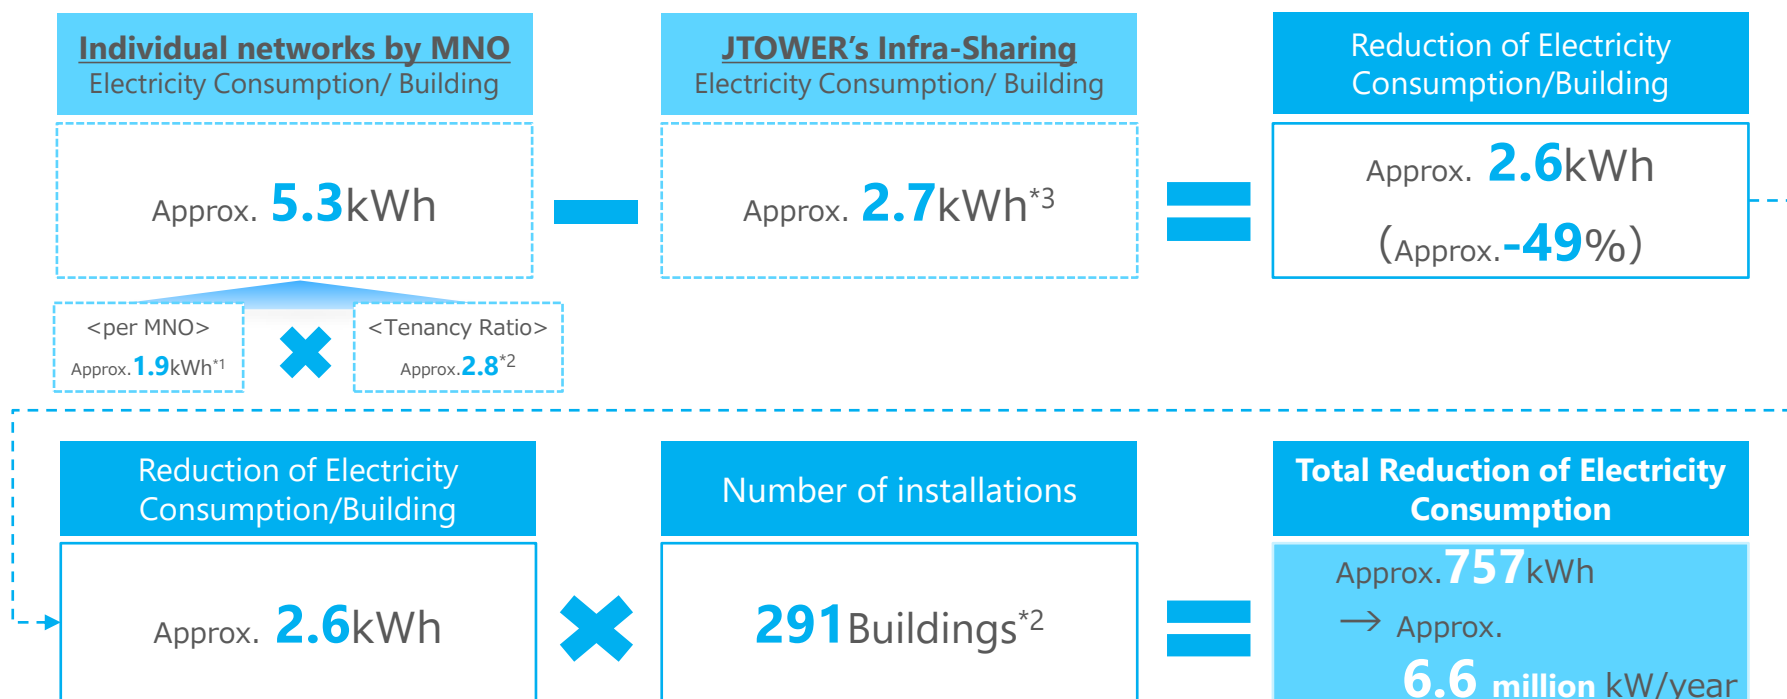 Individual networks by MNO
Electricity Consumption/ Building
Approx. 5.3kWh
<per MNO>
Approx.1.9kWh*1
<Tenancy Ratio>
Approx.2.8*2
JTOWER’s Infra-Sharing
Electricity Consumption/ Building
Approx. 2.7kWh*3
Reduction of Electricity
Consumption/Building
Approx. 2.6kWh
(Approx.-49%)
Reduction of Electricity
Consumption/Building
Approx. 2.6kWh
Number of installations
291Buildings*2
Total Reduction of Electricity
Consumption
Approx.757kWh
→ Approx.
6.6 million kW/year